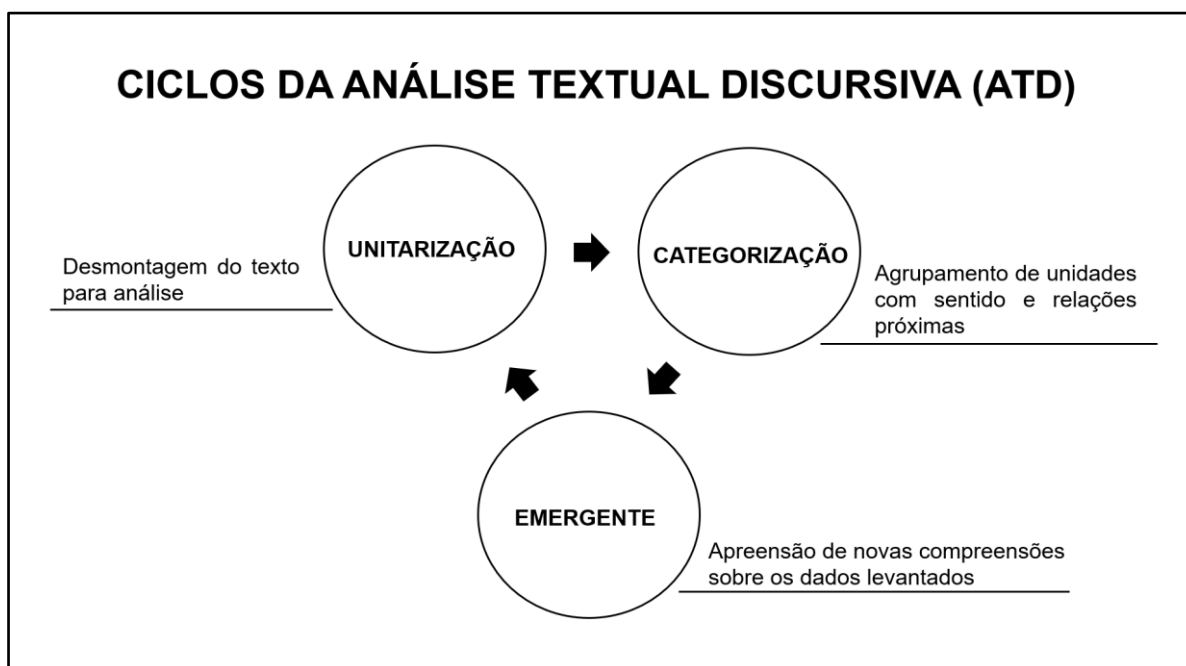 CICLOS DA ANÁLISE TEXTUAL DISCURSIVA (ATD)
UNITARIZAÇÃO
Desmontagem do texto
para análise
CATEGORIZAÇÃO
Agrupamento de unidades
com sentido e relações
próximas
EMERGENTE
Apreensão de novas compreensões
sobre os dados levantados